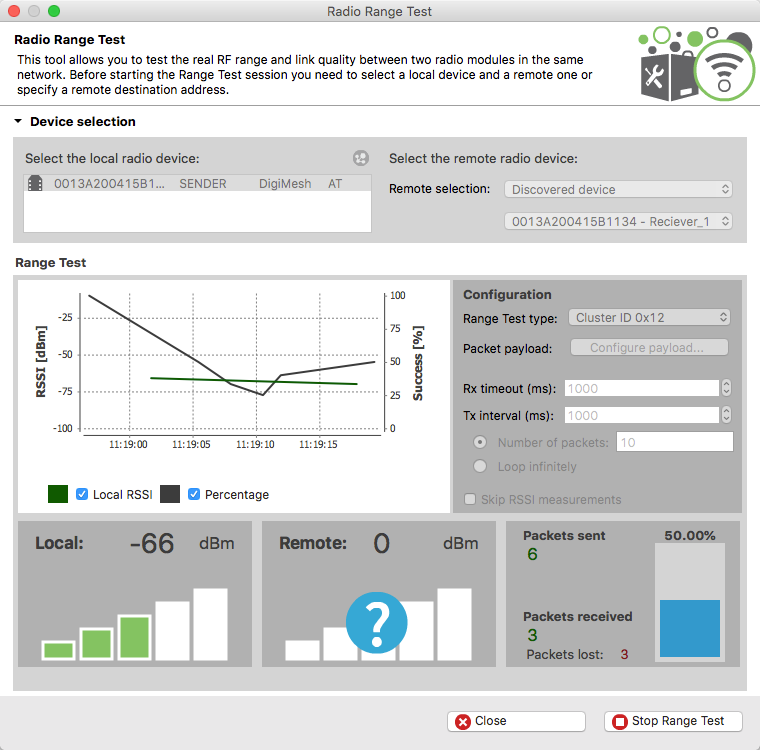 Radio Range Test
Radio Range Test
This tool allows you to test the real RF range and link quality between two radio modules in the same
network. Before starting the Range Test session you need to select a local device and a remote one or
specify a remote destination address.
Device selection
Select the local radio device:
Select the remote radio device:
0013A200415B1... SENDER DigiMesh AT
Remote selection: Discovered device
0013A200415B1134 - Reciever_1
Range Test
RSSI [dBm]
-25
-50
-75
-100
100
75
50
25
0
Success [%]
11:19:00 11:19:05 11:19:10 11:19:15
Local RSSI Percentage
Configuration
Range Test type: Cluster ID 0x12
Packet payload: Configure payload...
Rx timeout (ms): 1000
Tx interval (ms): 1000
Number of packets: 10
Loop infinitely
Skip RSSI measurements
Local: -66 dBm
Remote: 0 dBm
?
Packets sent
6
50.00%
Packets received
3
Packets lost: 3
Close
Stop Range Test